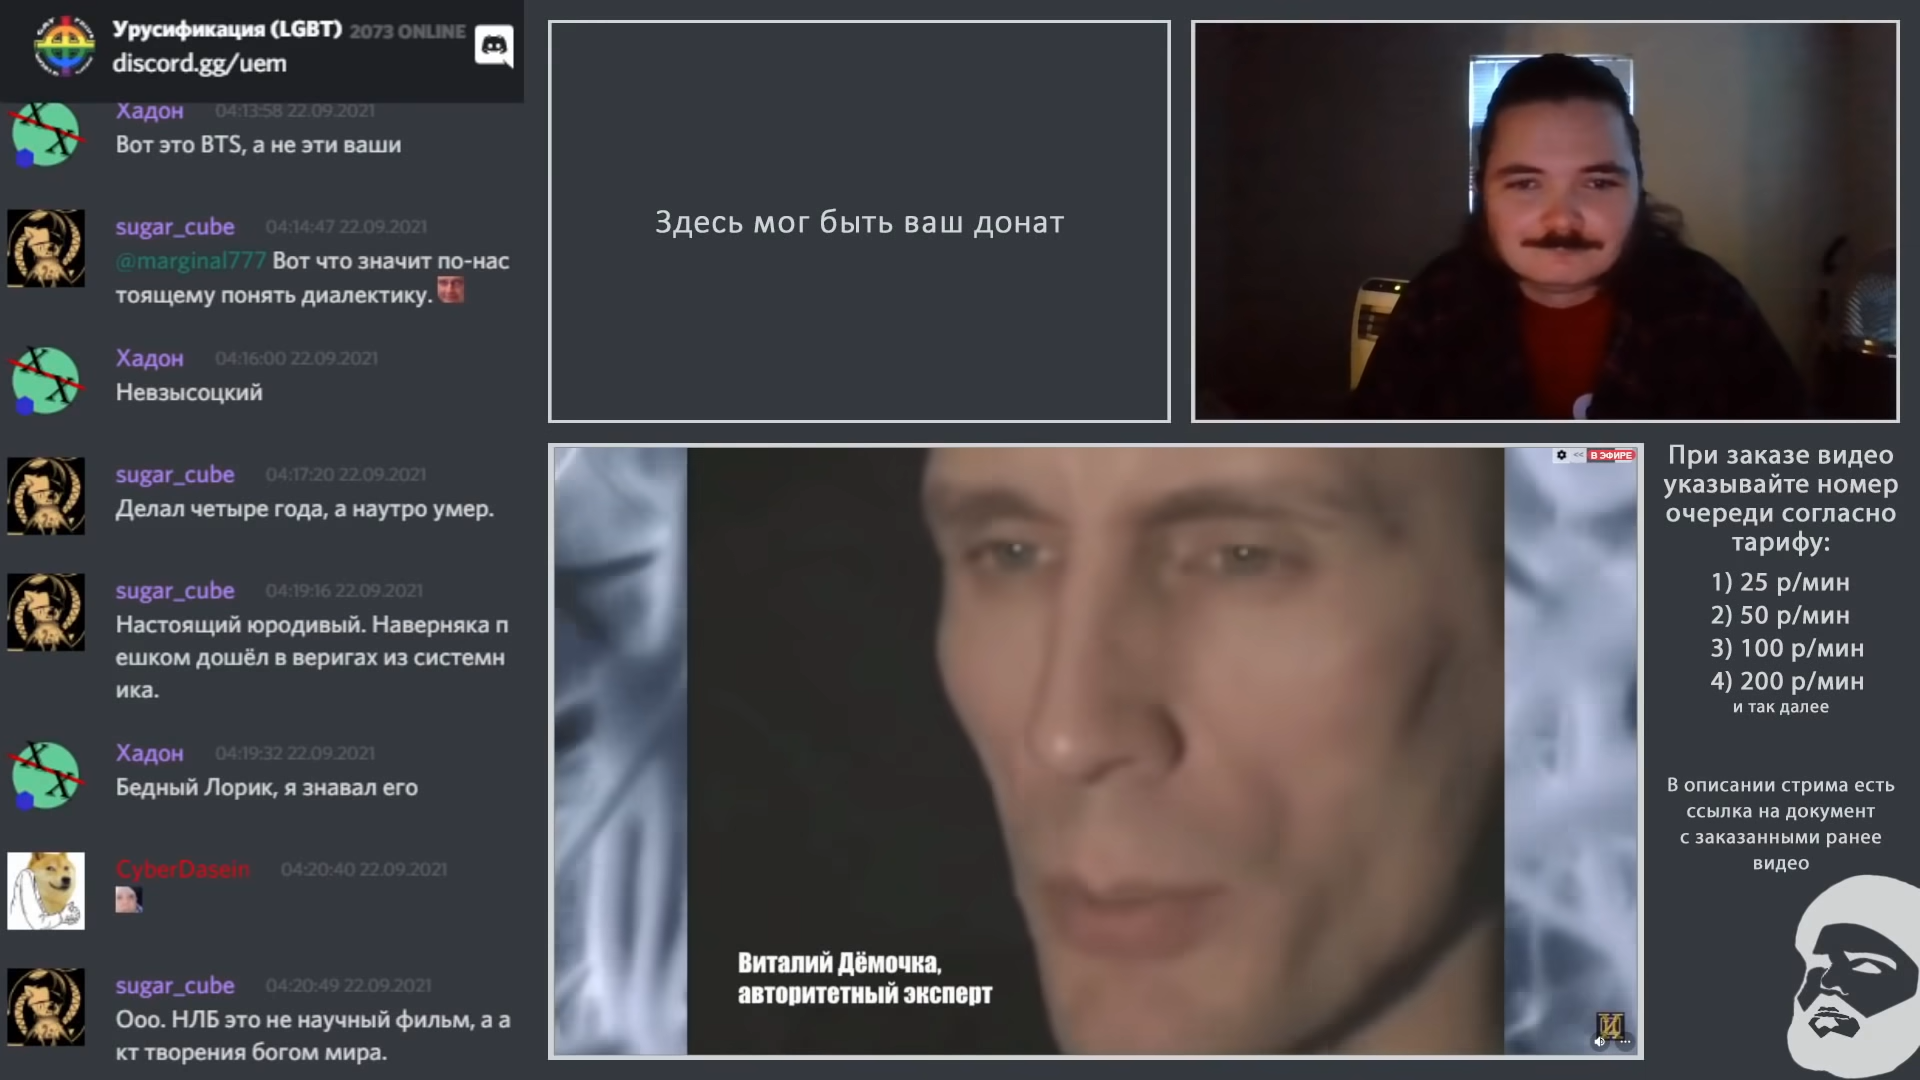 Урусификация (LGBT) 2073 ONLINE
discord.gg/uem
Хадон 04:13:58 22.09.2021
Вот это BTS, а не эти ваши
sugar_cube 04:14:47 22.09.2021
@marginal777 Вот что значит по-нас
тоящему понять диалектику.
Хадон 04:16:00 22.09.2021
Невзысоцкий
sugar_cube 04:17:20 22.09.2021
Делал четыре года, а наутро умер.
sugar_cube 04:19:16 22.09.2021
Настоящий юродивый. Наверняка п
ешком дошёл в веригах из системн
ика.
Хадон 04:19:32 22.09.2021
Бедный Лорик, я знавал его
CyberDasein 04:20:40 22.09.2021
sugar_cube 04:20:49 22.09.2021
Ооо. НЛБ это не научный фильм, а а
кт творения богом мира.
Здесь мог быть ваш донат
<< В ЭФИРЕ
Виталий Дёмочка,
авторитетный эксперт
При заказе видео
указывайте номер
очереди согласно
тарифу:
1) 25 р/мин
2) 50 р/мин
3) 100 р/мин
4) 200 р/мин
и так далее
В описании стрима есть
ссылка на документ
с заказанными ранее
видео